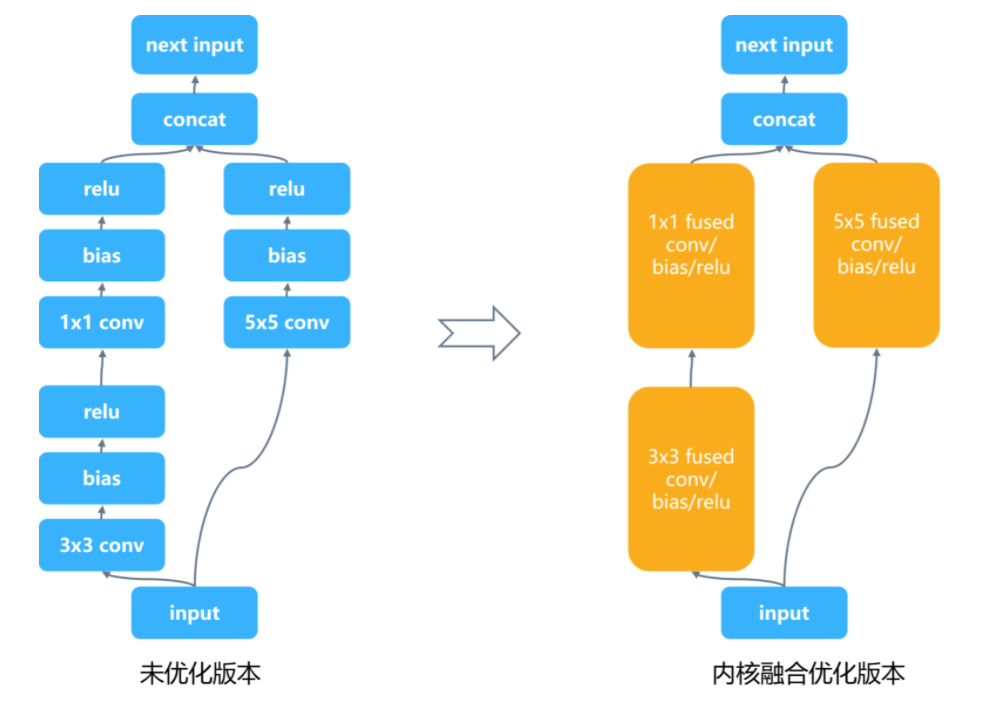 next input
concat
relu
relu
bias
bias
1x1 conv
5x5 conv
relu
bias
3x3 conv
input
未优化版本
next input
concat
1x1 fused
conv/
bias/relu
5x5 fused
conv/
bias/relu
3x3 fused
conv/
bias/relu
input
内核融合优化版本